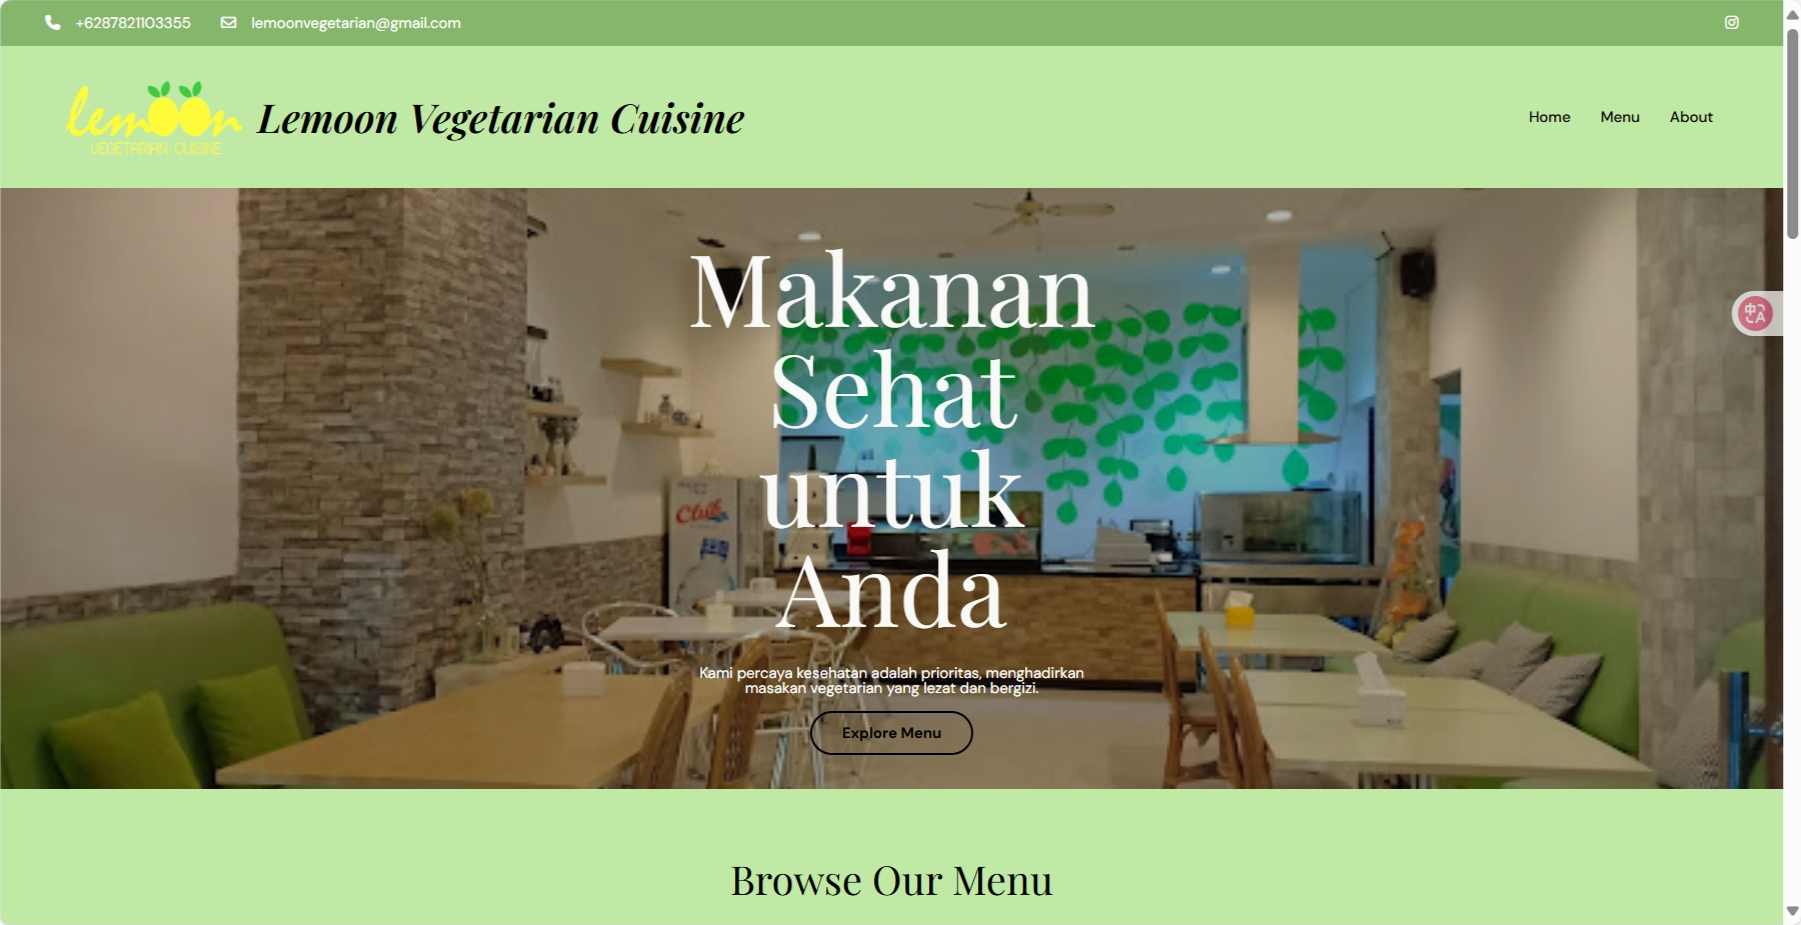 +6287821103355
lemoonvegetarian@gmail.com
lemoon
VEGETARIAN CUISINE
Lemoon Vegetarian Cuisine
Home
Menu
About
Makanan
Sehat
untuk
Anda
Club
Kami percaya kesehatan adalah prioritas, menghadirkan
masakan vegetarian yang lezat dan bergizi.
Explore Menu
Browse Our Menu